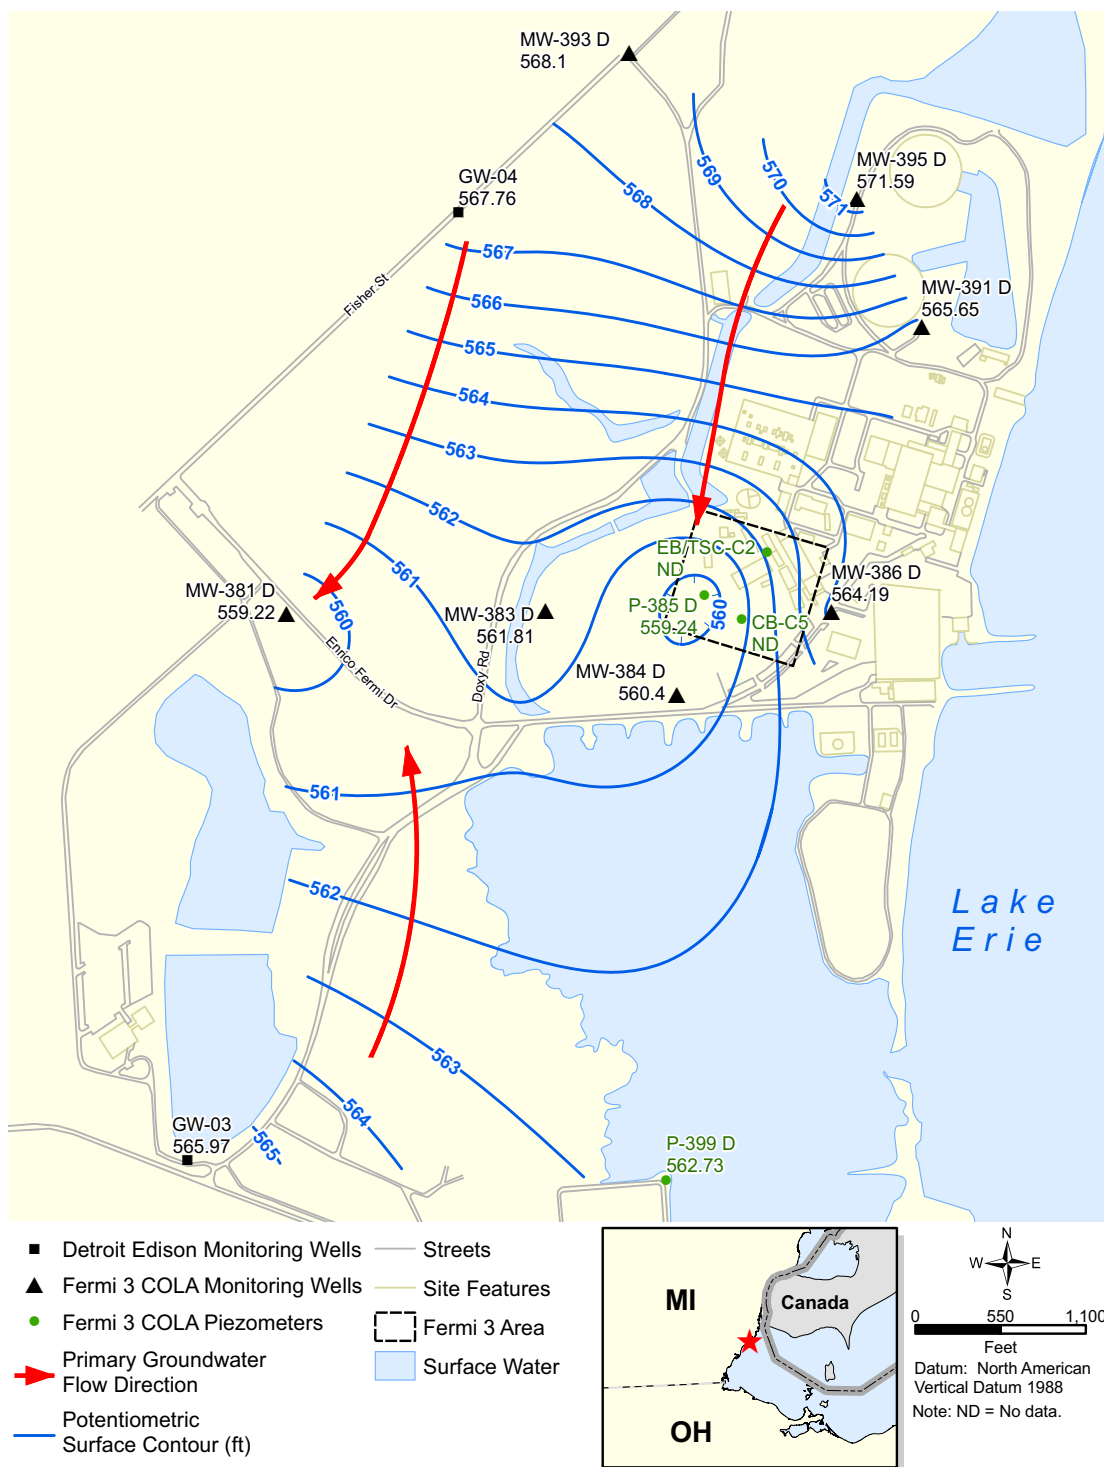 MW-393 D
568.1
MW-395 D
571.59
GW-04
567.76
569
570
571
568
567
MW-391 D
565.65
Fisher St
566
565
564
563
562
561
560
EB/TSC-C2
ND
MW-381 D
559.22
MW-383 D
561.81
P-385 D
559.24
560
CB-C5
ND
MW-386 D
564.19
Enrico Fermi Dr
Doxy Rd
MW-384 D
560.4
561
562
Lake
Erie
563
564
565
GW-03
565.97
P-399 D
562.73
Detroit Edison Monitoring Wells
Fermi 3 COLA Monitoring Wells
Fermi 3 COLA Piezometers
Primary Groundwater
Flow Direction
Potentiometric
Surface Contour (ft)
Streets
Site Features
Fermi 3 Area
Surface Water
MI
Canada
OH
N
W E
S
0 550 1,100
Feet
Datum: North American
Vertical Datum 1988
Note: ND = No data.